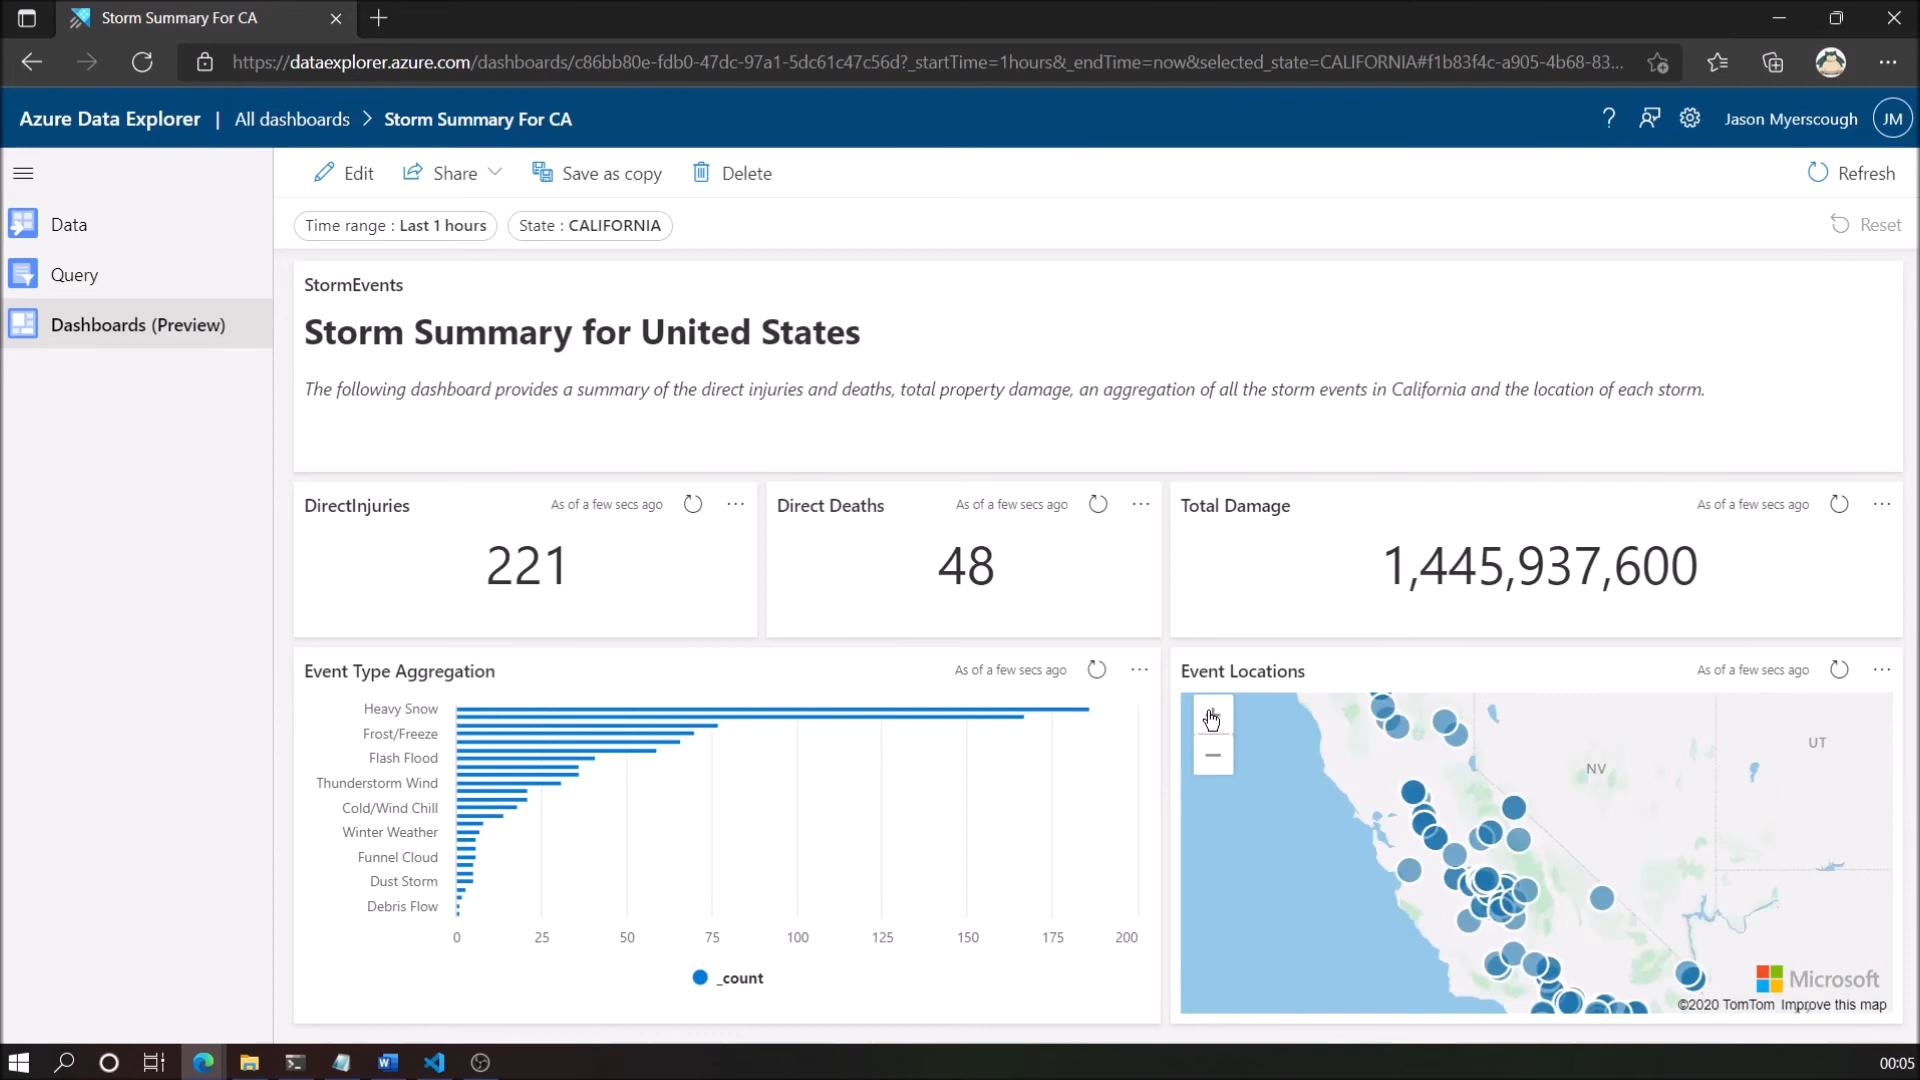 Storm Summary For CA
https://dataexplorer.azure.com/dashboards/c86bb80e-fdb0-47dc-97a1-5dc61c47c56d?_startTime=1hours&_endTime=now&selected_state=CALIFORNIA#f1b83f4c-a905-4b68-83...
Azure Data Explorer | All dashboards > Storm Summary For CA
? Jason Myerscough JM
Edit Share Save as copy Delete Refresh
Time range : Last 1 hours State : CALIFORNIA Reset
Data
Query
Dashboards (Preview)
StormEvents
Storm Summary for United States
The following dashboard provides a summary of the direct injuries and deaths, total property damage, an aggregation of all the storm events in California and the location of each storm.
DirectInjuries As of a few secs ago
221
Direct Deaths As of a few secs ago
48
Total Damage As of a few secs ago
1,445,937,600
Event Type Aggregation As of a few secs ago
Heavy Snow
Frost/Freeze
Flash Flood
Thunderstorm Wind
Cold/Wind Chill
Winter Weather
Funnel Cloud
Dust Storm
Debris Flow
0 25 50 75 100 125 150 175 200
_count
Event Locations As of a few secs ago
UT
NV
Microsoft
©2020 TomTom Improve this map
00:05